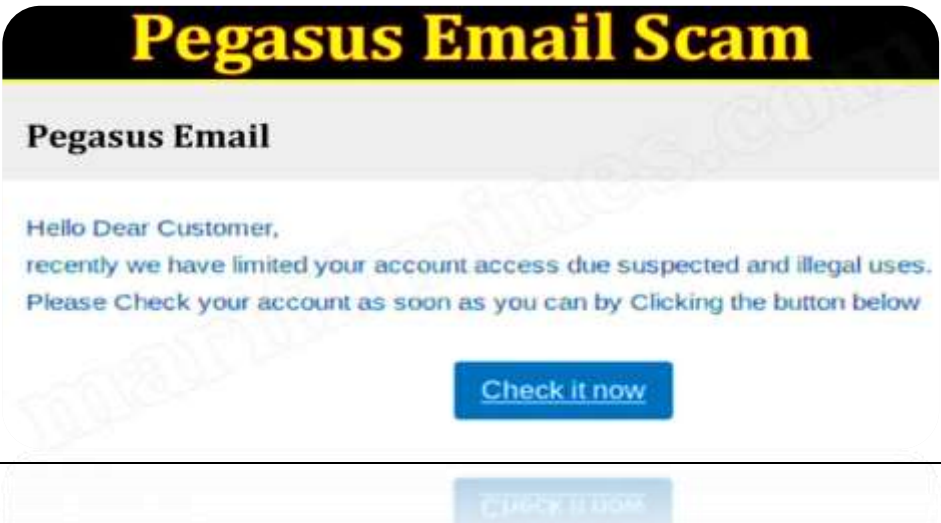 Pegasus Email Scam
Pegasus Email
Hello Dear Customer,
recently we have limited your account access due suspected and illegal uses.
Please Check your account as soon as you can by Clicking the button below
Check it now